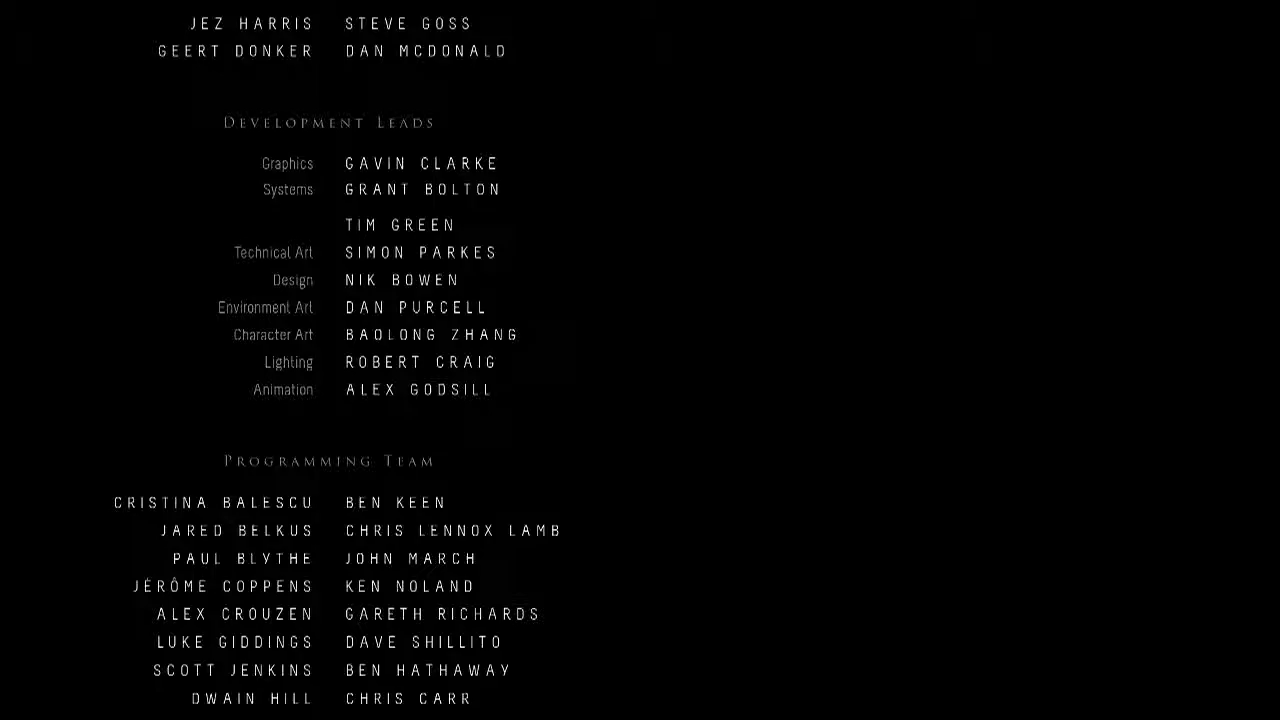 JEZ HARRIS STEVE GOSS
GEERT DONKER DAN MCDONALD
DEVELOPMENT LEADS
Graphics GAVIN CLARKE
Systems GRANT BOLTON
TIM GREEN
Technical Art SIMON PARKES
Design NIK BOWEN
Environment Art DAN PURCELL
Character Art BAOLONG ZHANG
Lighting ROBERT CRAIG
Animation ALEX GODSILL
PROGRAMMING TEAM
CRISTINA BALESCU BEN KEEN
JARED BELKUS CHRIS LENNOX LAMB
PAUL BLYTHE JOHN MARCH
JÉRÔME COPPENS KEN NOLAND
ALEX CROUZEN GARETH RICHARDS
LUKE GIDDINGS DAVE SHILLITO
SCOTT JENKINS BEN HATHAWAY
DWAIN HILL CHRIS CARR